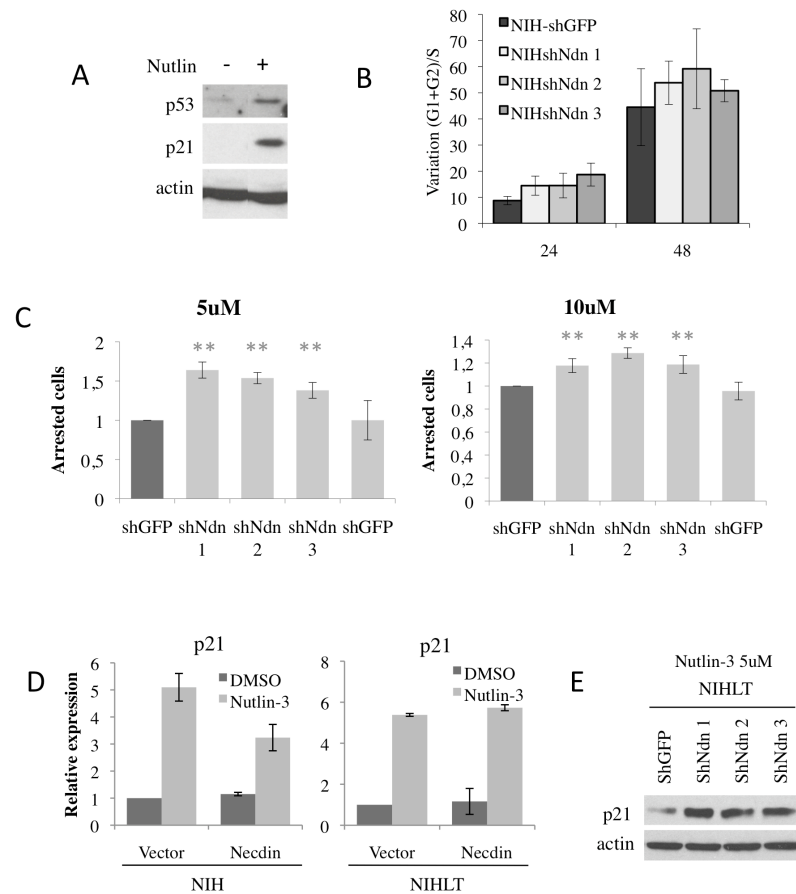 A
Nutlin - +
p53
p21
actin
B
Variation (G1+G2)/S
80
70
60
50
40
30
20
10
0
NIH-shGFP
NIHshNdn 1
NIHshNdn 2
NIHshNdn 3
24 48
C
5uM
Arrested cells
2
1,5
1
0,5
0
** ** **
shGFP shNdn shNdn shNdn shGFP
1 2 3
10uM
Arrested cells
1,4
1,2
1
0,8
0,6
0,4
0,2
0
** ** **
shGFP shNdn shNdn shNdn shGFP
1 2 3
D
p21
Relative expression
6
5
4
3
2
1
0
DMSO
Nutlin-3
Vector Necdin
NIH
p21
8
6
4
2
0
DMSO
Nutlin-3
Vector Necdin
NIHLT
E
Nutlin-3 5uM
NIHLT
ShGFP
ShNdn 1
ShNdn 2
ShNdn 3
p21
actin